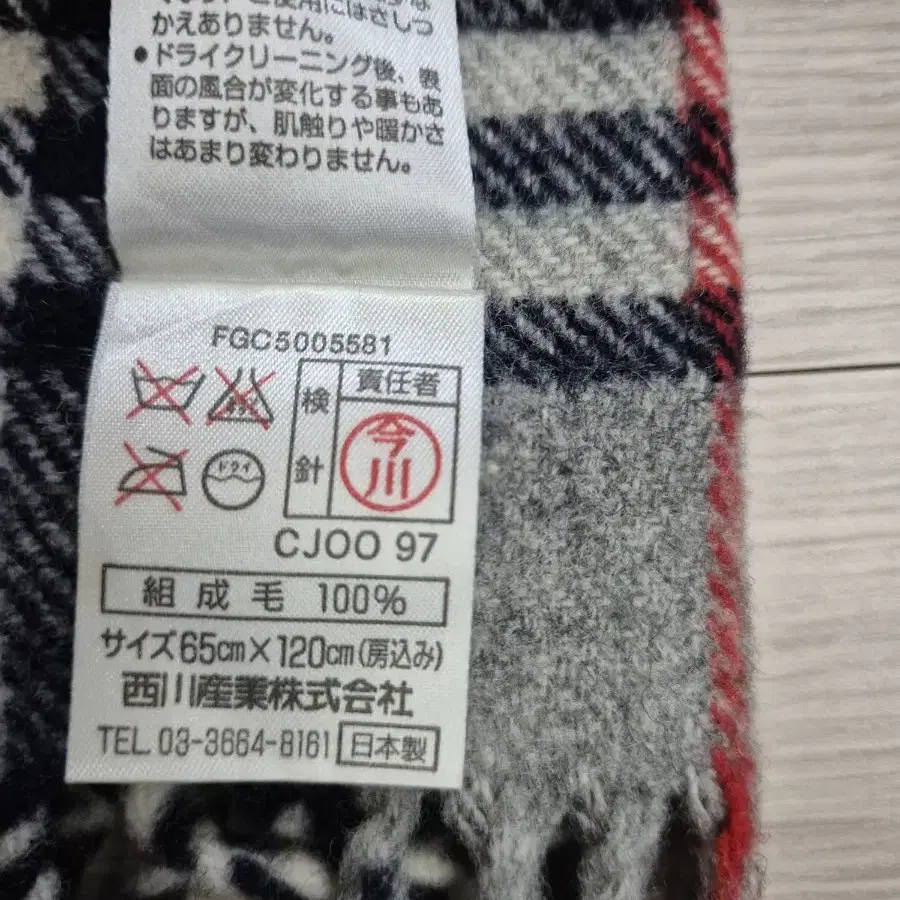 かえありません。
●ドライクリーニング後、表
面の風合が変化する事もあ
りますが、肌触りや暖かさ
はあまり変わりません。
FGC5005581
検針
責任者
今川
ドライ
CJOO 97
組成毛 100%
サイズ65cm×120cm(房込み)
西川産業株式会社
TEL.03-3664-8161 日本製